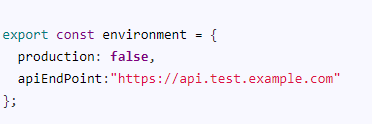 export const environment = {
  production: false,
  apiEndPoint:"https://api.test.example.com"
};